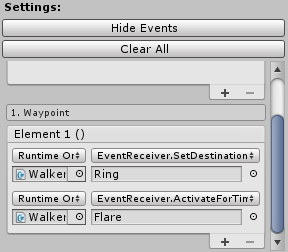 Settings:
Hide Events
Clear All
+ −
1. Waypoint
Element 1 ()
Runtime Or EventReceiver.SetDestination
Walker Ring
Runtime Or EventReceiver.ActivateForTim
Walker Flare
+ −